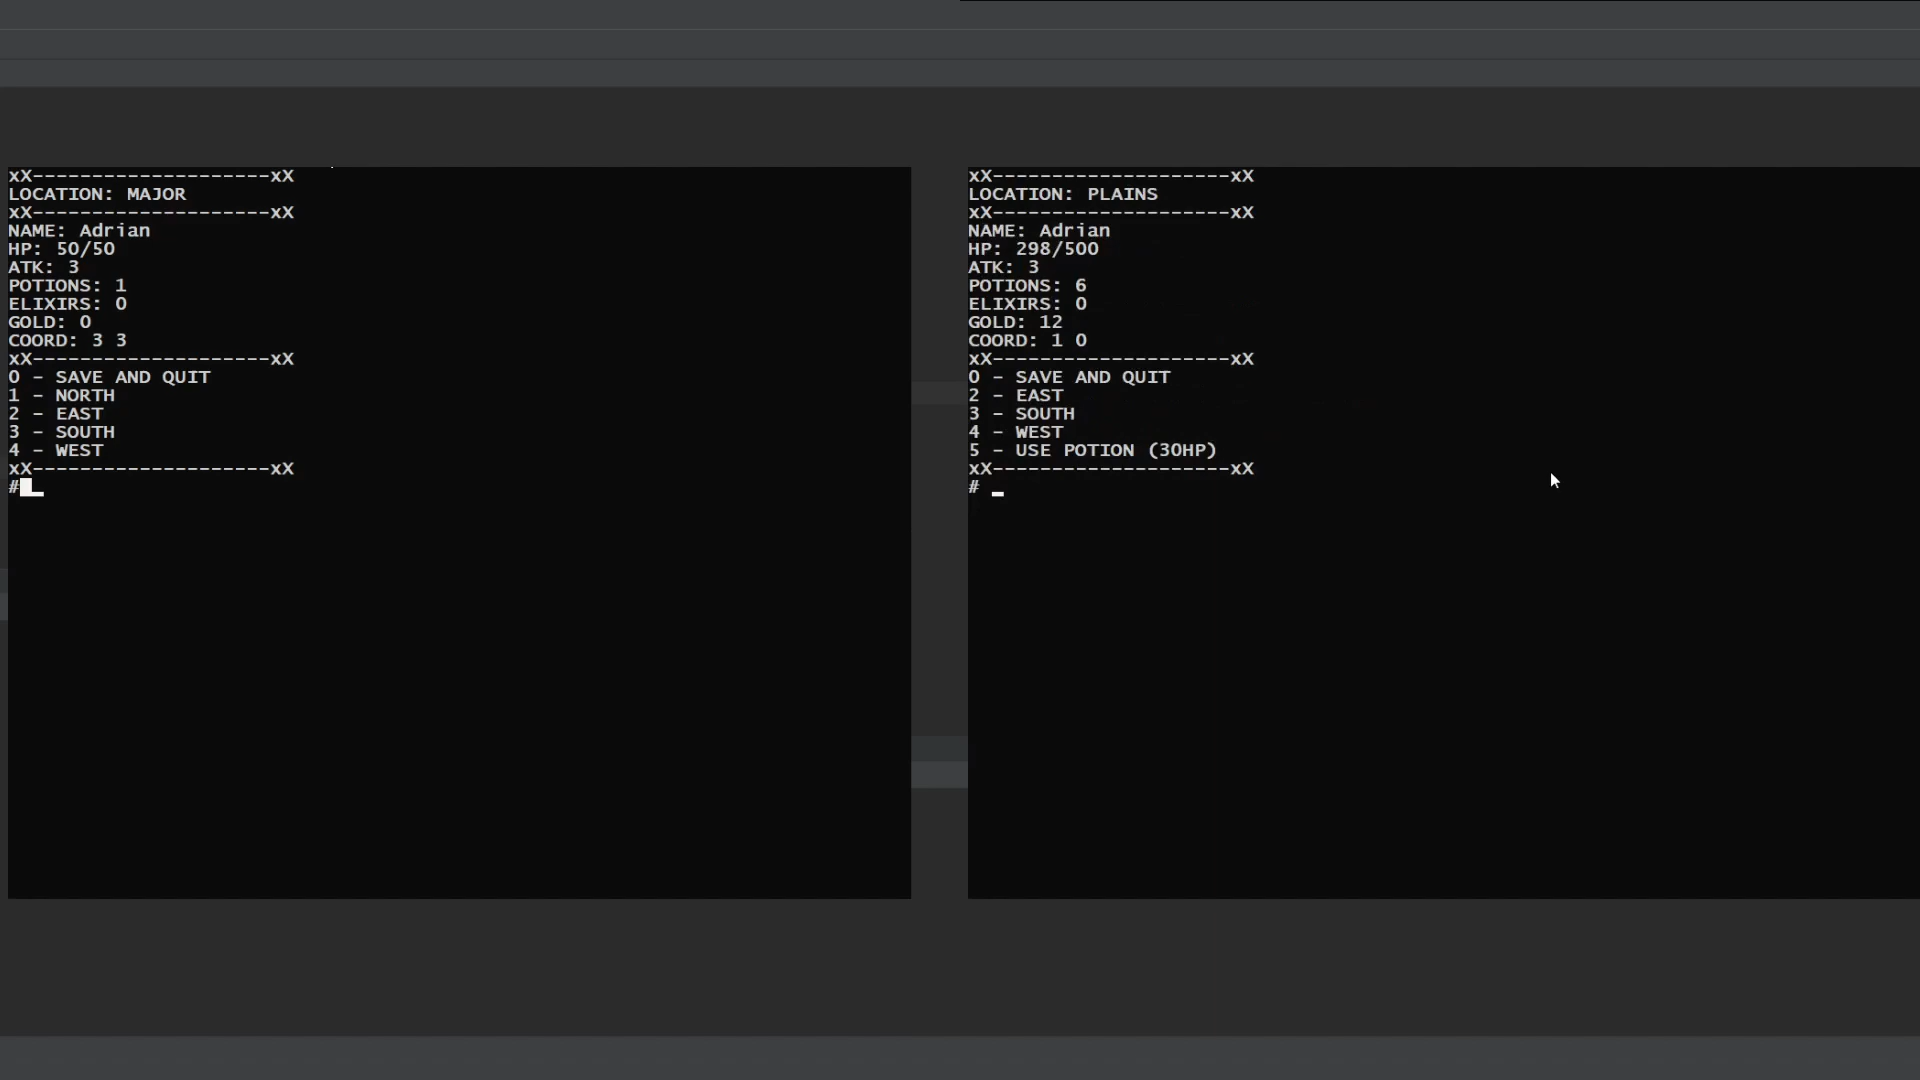 xX--------------------xX
LOCATION: MAJOR
xX--------------------xX
NAME: Adrian
HP: 50/50
ATK: 3
POTIONS: 1
ELIXIRS: 0
GOLD: 0
COORD: 3 3
xX--------------------xX
0 - SAVE AND QUIT
1 - NORTH
2 - EAST
3 - SOUTH
4 - WEST
xX--------------------xX
#
xX--------------------xX
LOCATION: PLAINS
xX--------------------xX
NAME: Adrian
HP: 298/500
ATK: 3
POTIONS: 6
ELIXIRS: 0
GOLD: 12
COORD: 1 0
xX--------------------xX
0 - SAVE AND QUIT
2 - EAST
3 - SOUTH
4 - WEST
5 - USE POTION (30HP)
xX--------------------xX
# _